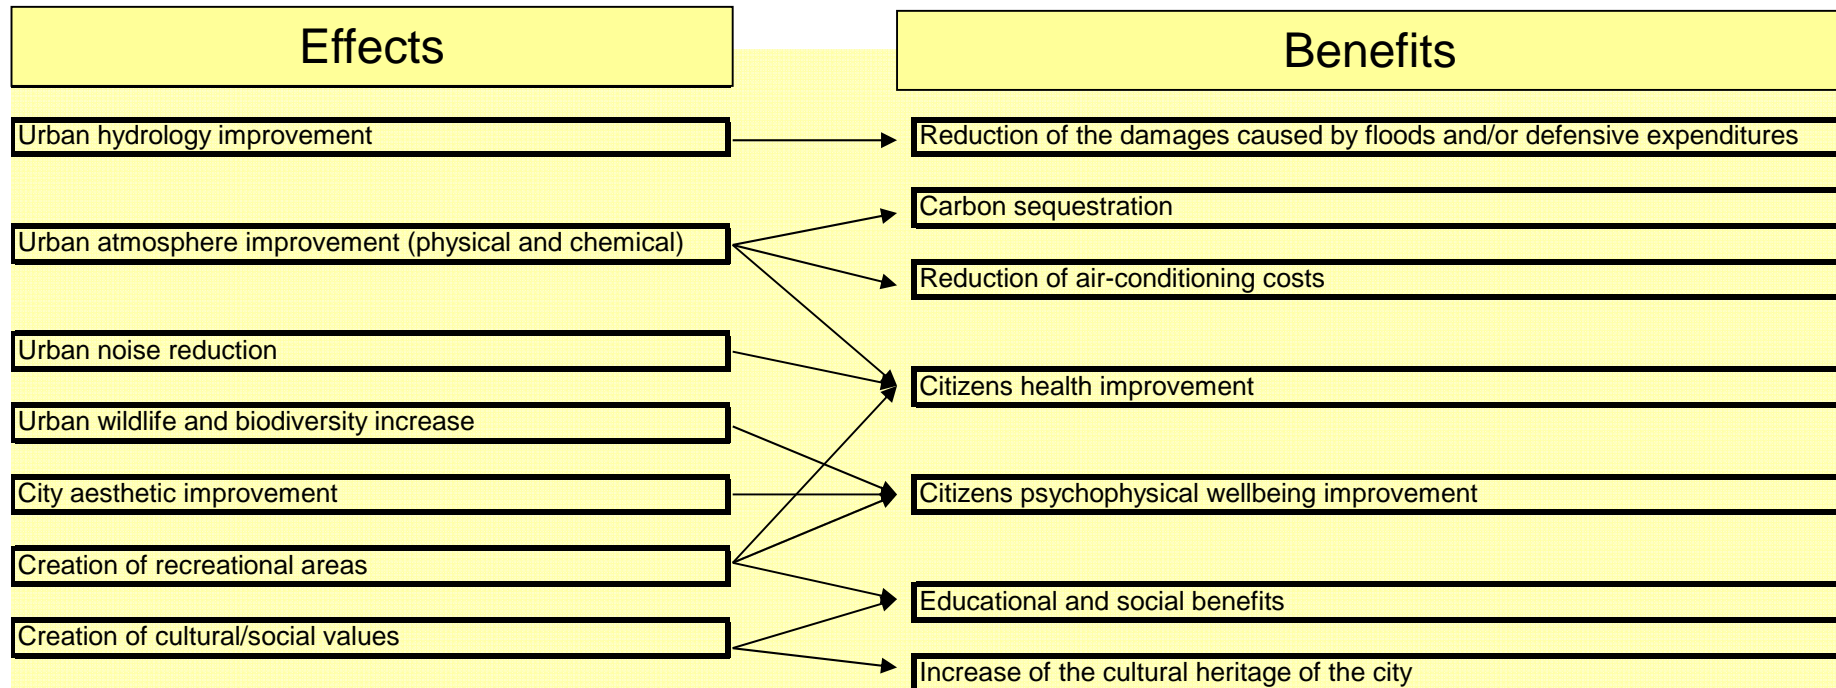 Effects
Benefits
Urban hydrology improvement
Reduction of the damages caused by floods and/or defensive expenditures
Carbon sequestration
Urban atmosphere improvement (physical and chemical)
Reduction of air-conditioning costs
Urban noise reduction
Citizens health improvement
Urban wildlife and biodiversity increase
City aesthetic improvement
Citizens psychophysical wellbeing improvement
Creation of recreational areas
Educational and social benefits
Creation of cultural/social values
Increase of the cultural heritage of the city